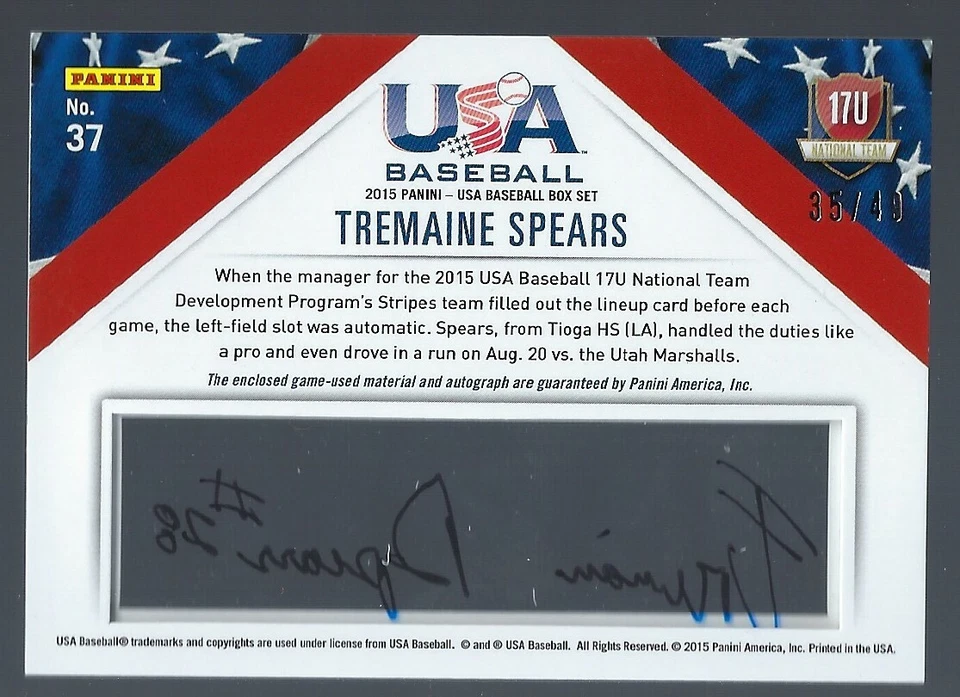 PANINI
No.
37
USA
BASEBALL
17U
NATIONAL TEAM
35/49
2015 PANINI – USA BASEBALL BOX SET
TREMAINE SPEARS
When the manager for the 2015 USA Baseball 17U National Team
Development Program's Stripes team filled out the lineup card before each
game, the left-field slot was automatic. Spears, from Tioga HS (LA), handled the duties like
a pro and even drove in a run on Aug. 20 vs. the Utah Marshalls.
The enclosed game-used material and autograph are guaranteed by Panini America, Inc.
Tremain Spears #28
USA Baseball® trademarks and copyrights are used under license from USA Baseball. © and ® USA Baseball. All Rights Reserved. © 2015 Panini America, Inc. Printed in the USA.